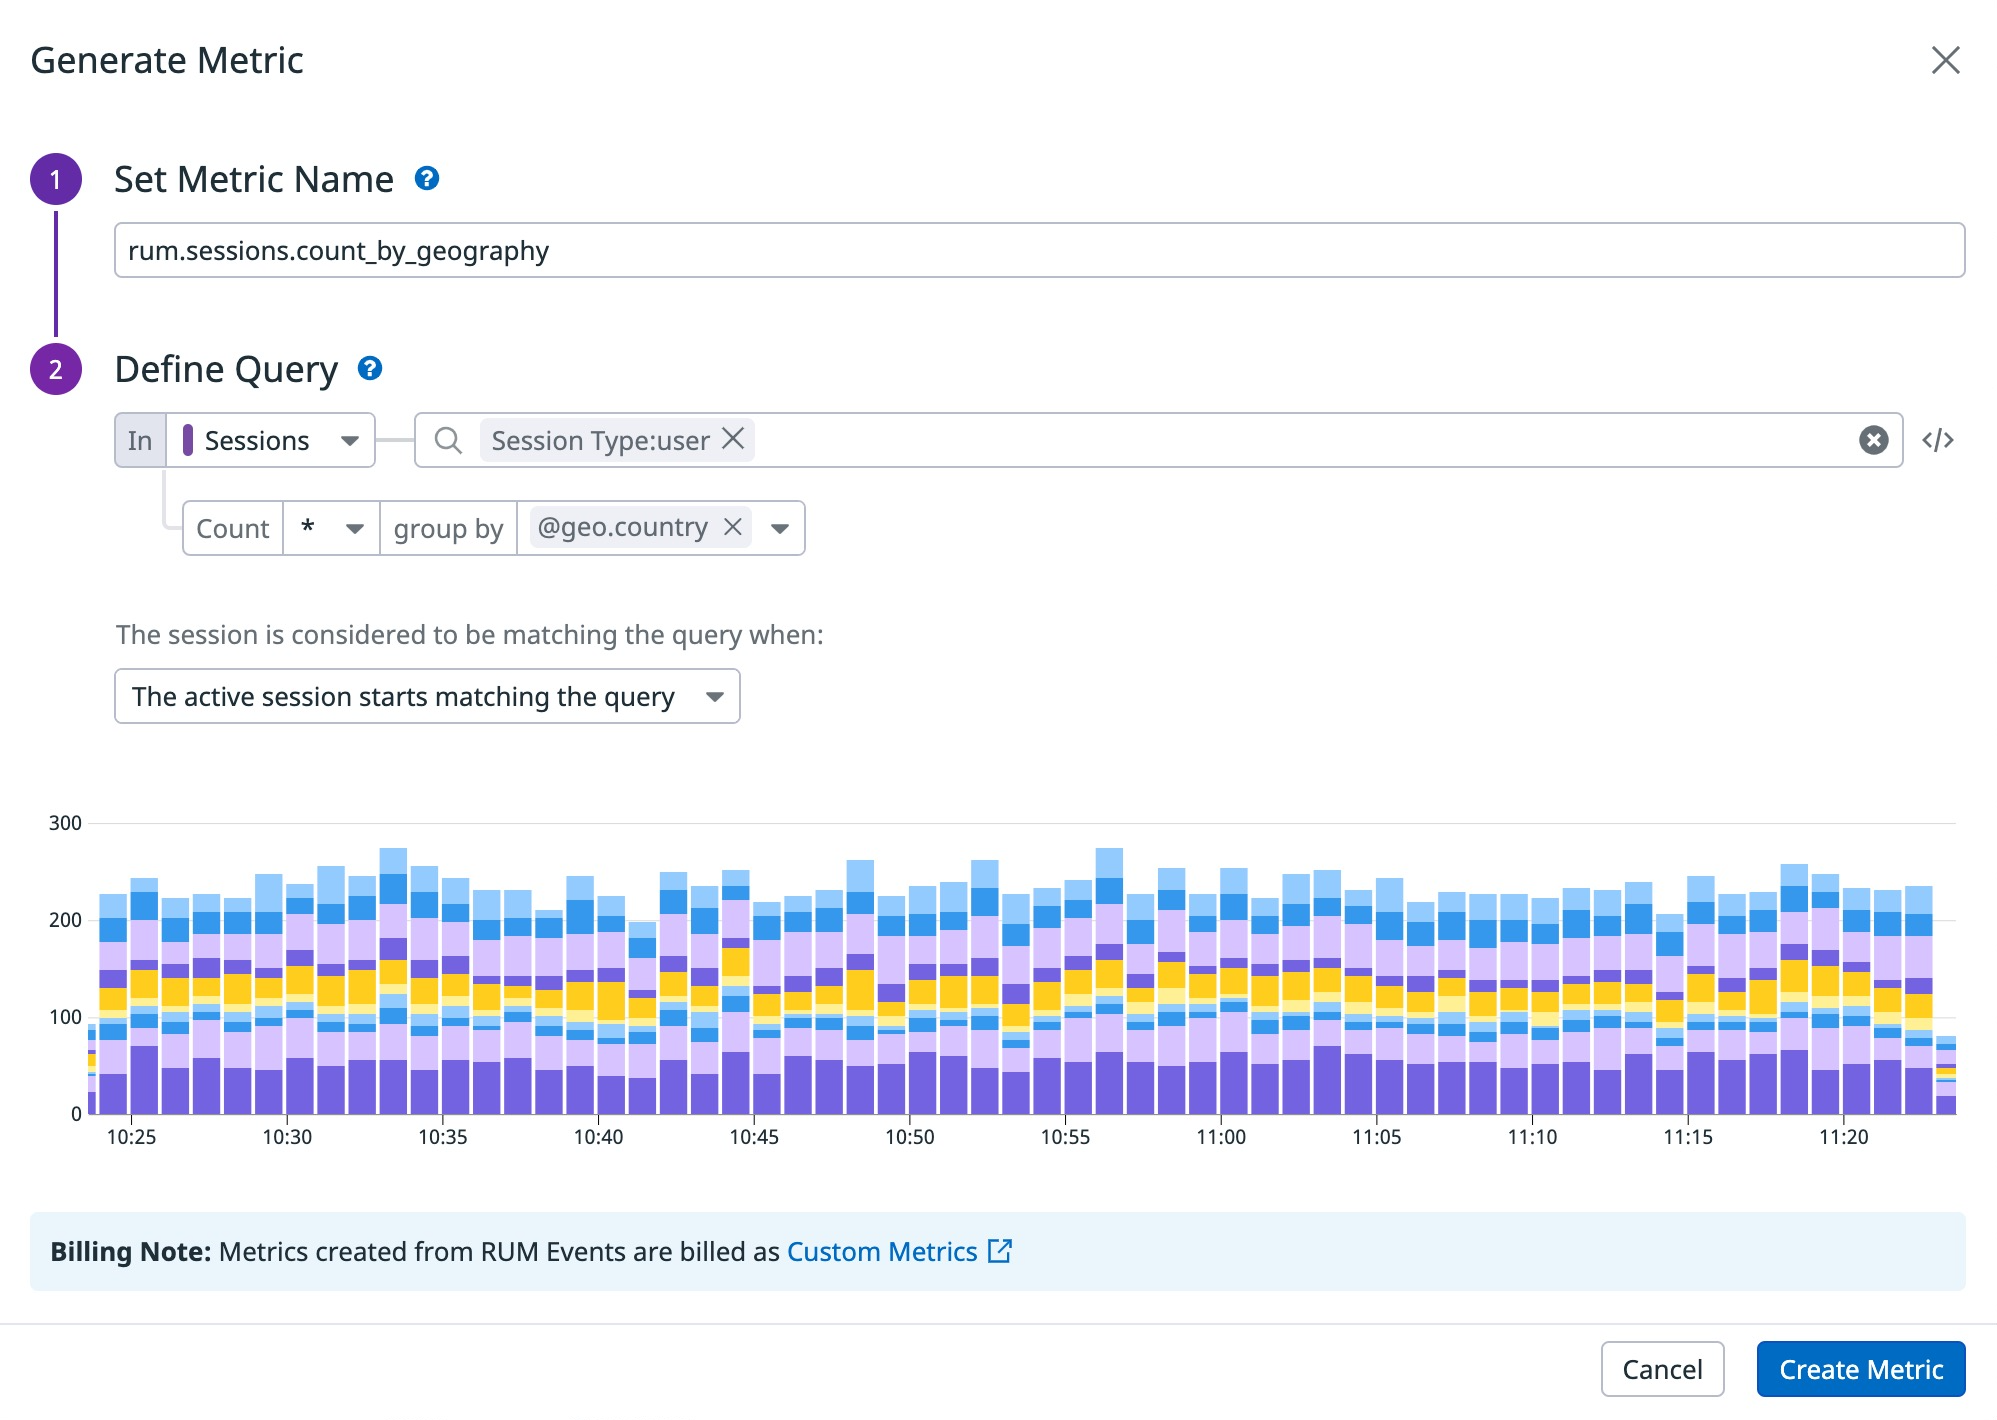 Generate Metric
1 Set Metric Name ?
rum.sessions.count_by_geography
2 Define Query ?
In Sessions Session Type:user </>
Count * group by @geo.country
The session is considered to be matching the query when:
The active session starts matching the query
300
200
100
0
10:25 10:30 10:35 10:40 10:45 10:50 10:55 11:00 11:05 11:10 11:15 11:20
Billing Note: Metrics created from RUM Events are billed as Custom Metrics
Cancel Create Metric